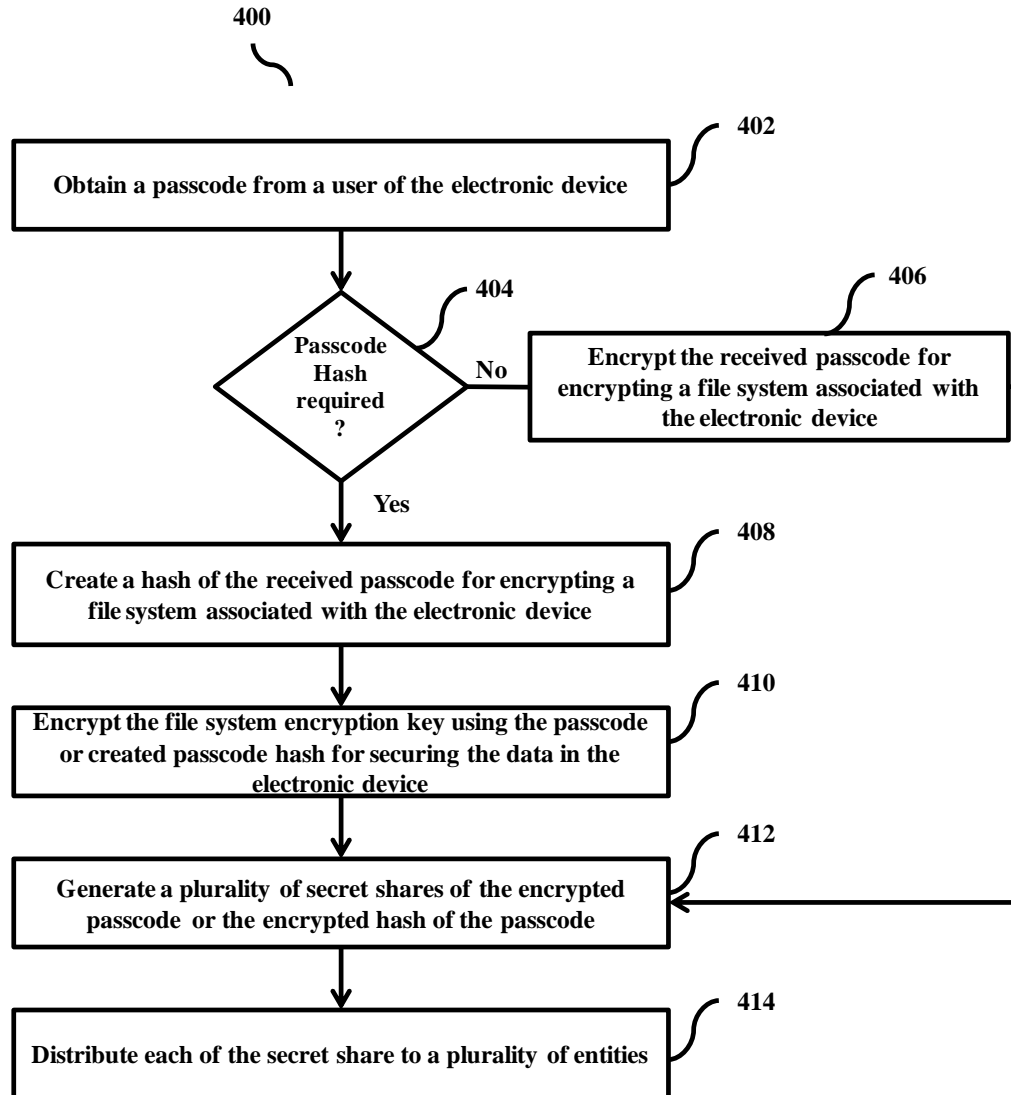 400
402
Obtain a passcode from a user of the electronic device
404
406
Passcode
Hash
required
?
No
Encrypt the received passcode for
encrypting a file system associated with
the electronic device
Yes
408
Create a hash of the received passcode for encrypting a
file system associated with the electronic device
410
Encrypt the file system encryption key using the passcode
or created passcode hash for securing the data in the
electronic device
412
Generate a plurality of secret shares of the encrypted
passcode or the encrypted hash of the passcode
414
Distribute each of the secret share to a plurality of entities